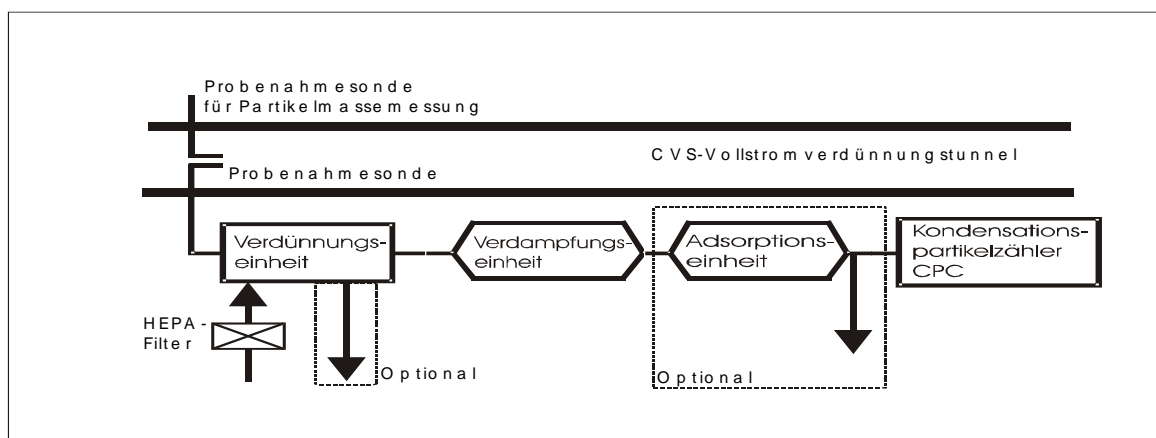 Probenahmesonde
für Partikelmassemessung
CVS-Vollstromverdünnungstunnel
Probenahmesonde
Verdünnungs-
einheit
Verdampfungs-
einheit
Adsorptions-
einheit
Kondensations-
partikelzähler
CPC
HEPA-
Filter
Optional
Optional